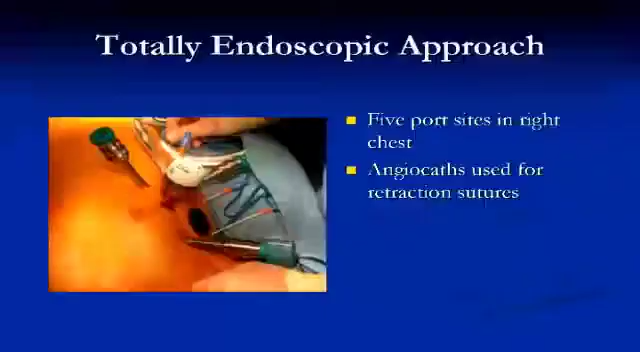 Totally Endoscopic Approach
Five port sites in right
chest
Angiocaths used for
retraction sutures